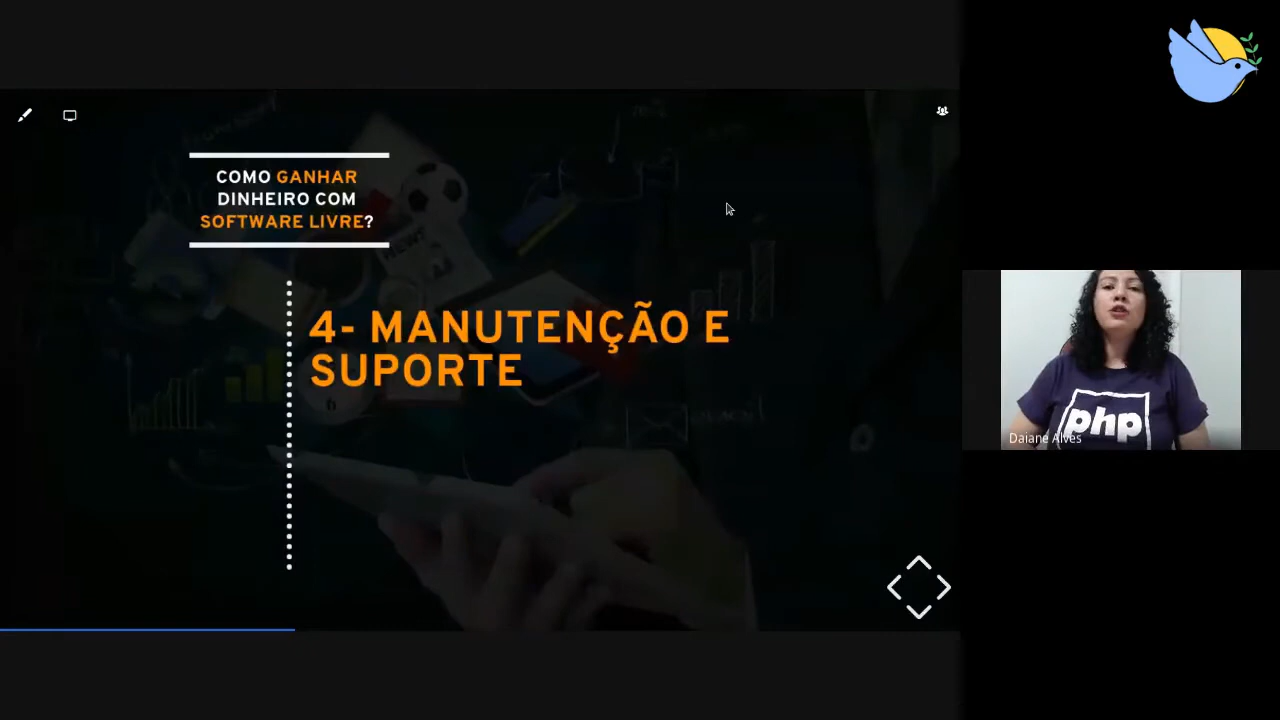 COMO GANHAR
DINHEIRO COM
SOFTWARE LIVRE?
4- MANUTENÇÃO E
SUPORTE
php
Daiane Alves